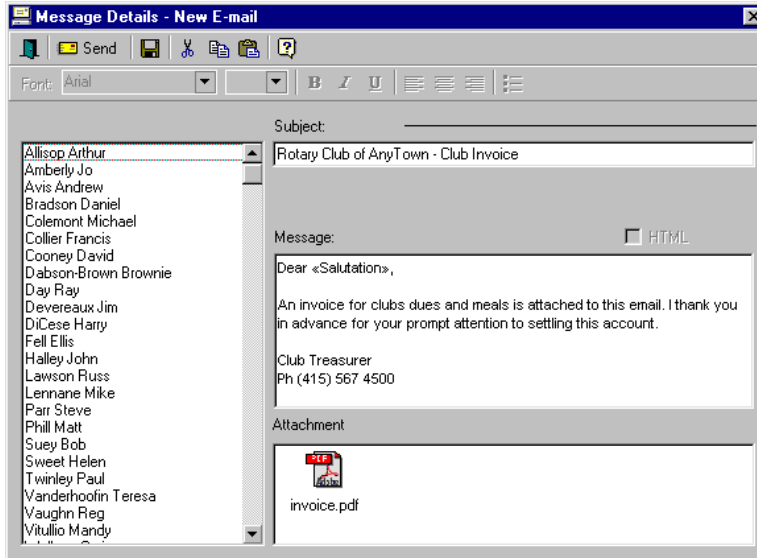 Message Details - New E-mail
Send
Font: Arial
B I U
Subject:
Rotary Club of AnyTown - Club Invoice
Allisop Arthur
Amberly Jo
Avis Andrew
Bradson Daniel
Colemont Michael
Collier Francis
Cooney David
Dabson-Brown Brownie
Day Ray
Devereaux Jim
DiCese Harry
Fell Ellis
Halley John
Lawson Russ
Lennane Mike
Parr Steve
Phill Matt
Suey Bob
Sweet Helen
Twinley Paul
Vanderhoofin Teresa
Vaughn Reg
Vitullio Mandy
Message:
HTML
Dear «Salutation»,
An invoice for clubs dues and meals is attached to this email. I thank you
in advance for your prompt attention to settling this account.
Club Treasurer
Ph (415) 567 4500
Attachment
PDF
Adobe
invoice.pdf